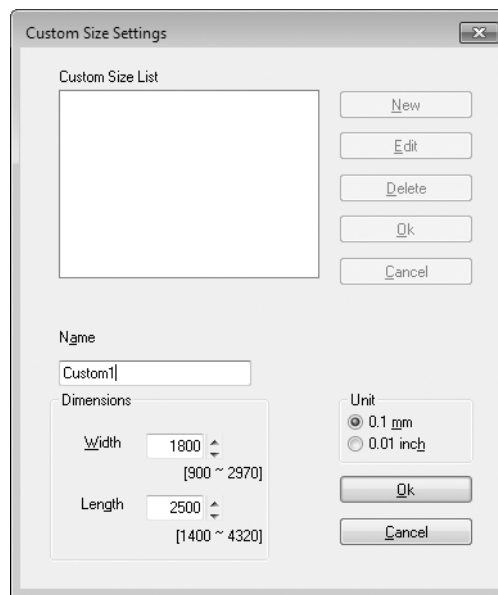 Custom Size Settings
Custom Size List
New
Edit
Delete
Ok
Cancel
Name
Custom1
Dimensions
Width 1800
[900 ~ 2970]
Length 2500
[1400 ~ 4320]
Unit
0.1 mm
0.01 inch
Ok
Cancel